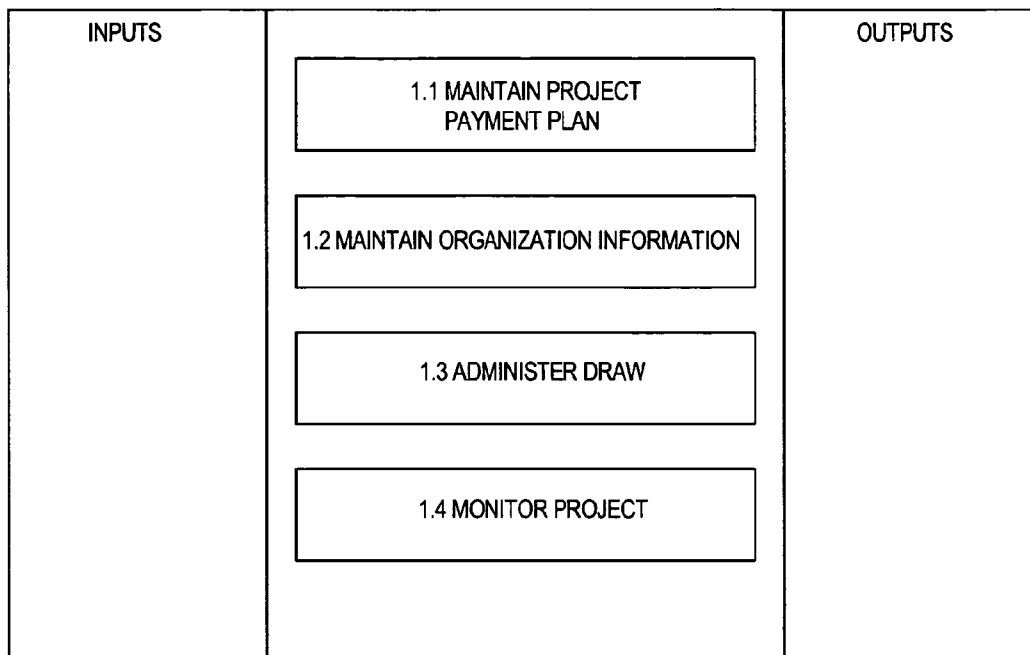 INPUTS
OUTPUTS
1.1 MAINTAIN PROJECT
PAYMENT PLAN
1.2 MAINTAIN ORGANIZATION INFORMATION
1.3 ADMINISTER DRAW
1.4 MONITOR PROJECT